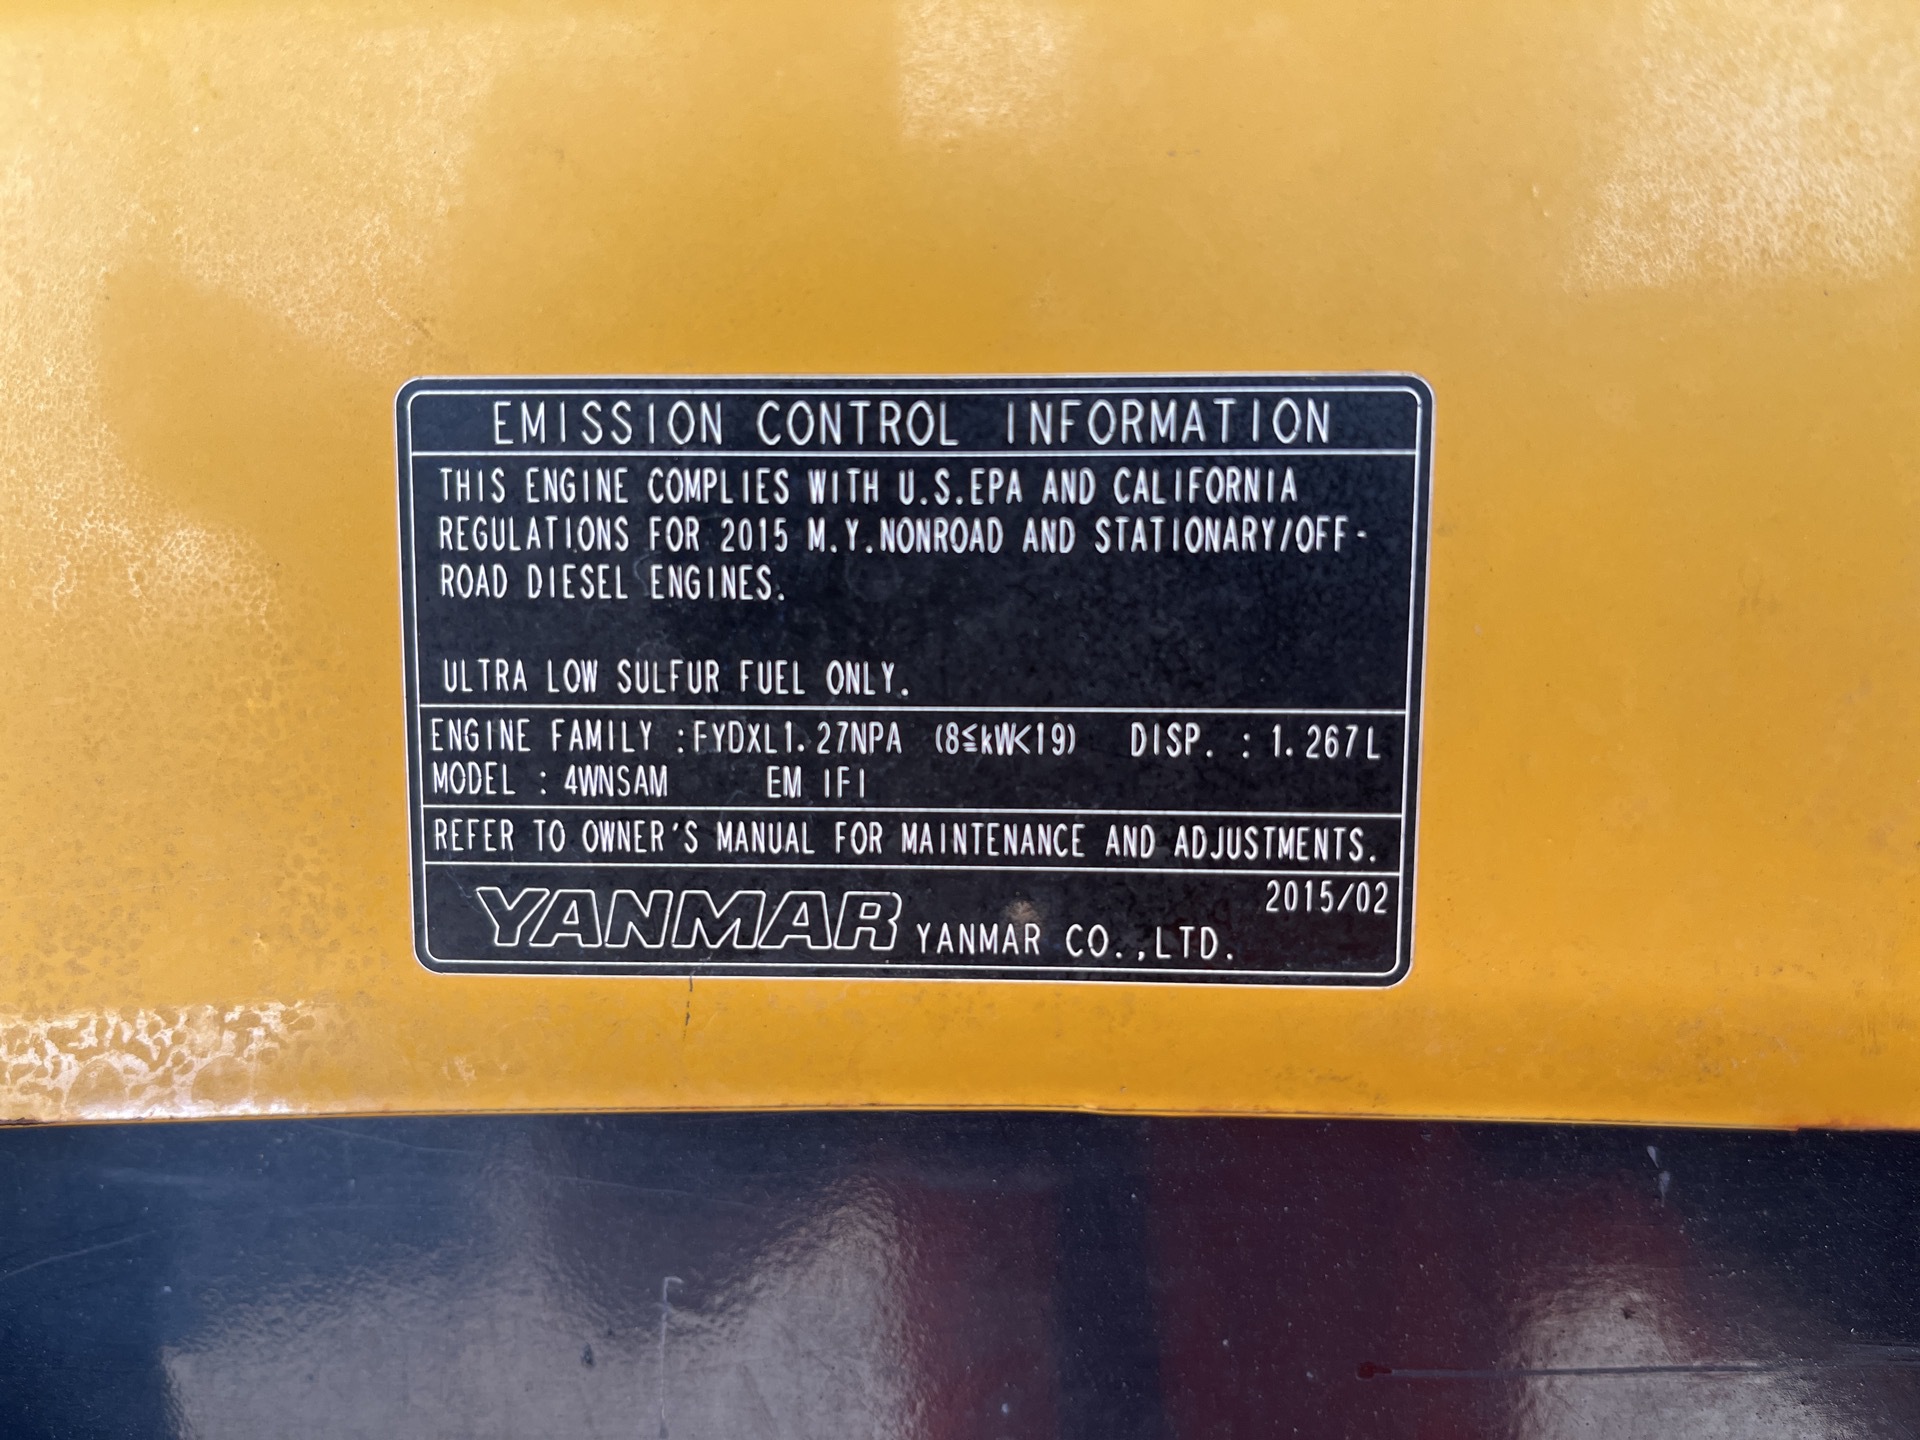 EMISSION CONTROL INFORMATION
THIS ENGINE COMPLIES WITH U.S.EPA AND CALIFORNIA
REGULATIONS FOR 2015 M.Y.NONROAD AND STATIONARY/OFF-
ROAD DIESEL ENGINES.
ULTRA LOW SULFUR FUEL ONLY.
ENGINE FAMILY :FYDXL1.27NPA (8≦kW<19) DISP. : 1.267L
MODEL : 4WNSAM EM IFI
REFER TO OWNER'S MANUAL FOR MAINTENANCE AND ADJUSTMENTS.
2015/02
YANMAR YANMAR CO.,LTD.